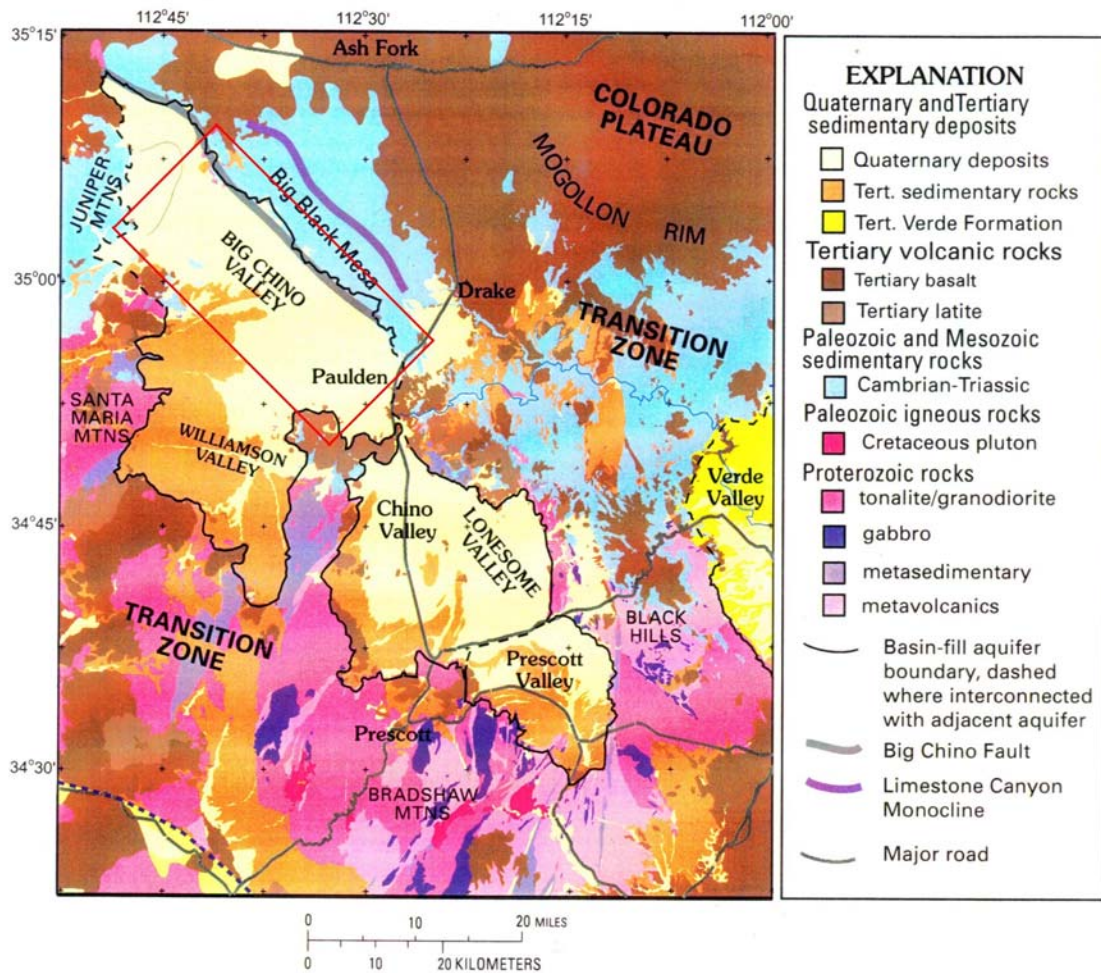 112°45' 112°30' 112°15' 112°00'
35°15'
Ash Fork
COLORADO
PLATEAU
MOGOLLON RIM
JUNIPER
MTNS
Big Black Mesa
BIG CHINO
VALLEY
35°00'
Drake
TRANSITION
ZONE
Paulden
SANTA
MARIA
MTNS
WILLIAMSON
VALLEY
Verde
Valley
34°45'
Chino
Valley
LONESOME
VALLEY
TRANSITION
ZONE
BLACK
HILLS
Prescott
Valley
Prescott
34°30'
BRADSHAW
MTNS
0 10 20 MILES
0 10 20 KILOMETERS
EXPLANATION
Quaternary andTertiary
sedimentary deposits
Quaternary deposits
Tert. sedimentary rocks
Tert. Verde Formation
Tertiary volcanic rocks
Tertiary basalt
Tertiary latite
Paleozoic and Mesozoic
sedimentary rocks
Cambrian-Triassic
Paleozoic igneous rocks
Cretaceous pluton
Proterozoic rocks
tonalite/granodiorite
gabbro
metasedimentary
metavolcanics
Basin-fill aquifer
boundary, dashed
where interconnected
with adjacent aquifer
Big Chino Fault
Limestone Canyon
Monocline
Major road